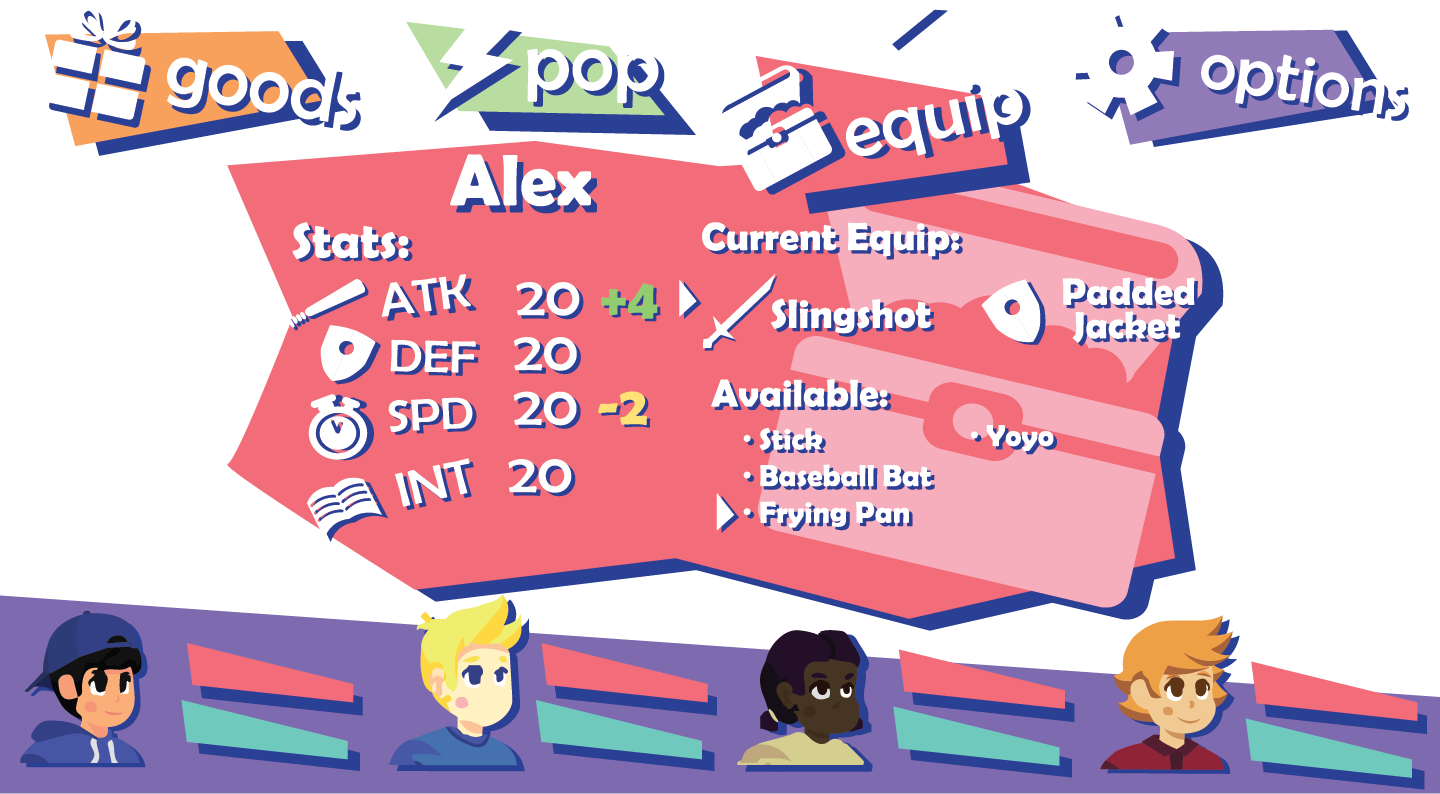 goods
pop
equip
options
Alex
Stats:
ATK 20 +4
DEF 20
SPD 20 -2
INT 20
Current Equip:
Slingshot
Padded
Jacket
Available:
• Stick
• Baseball Bat
• Frying Pan
• Yoyo